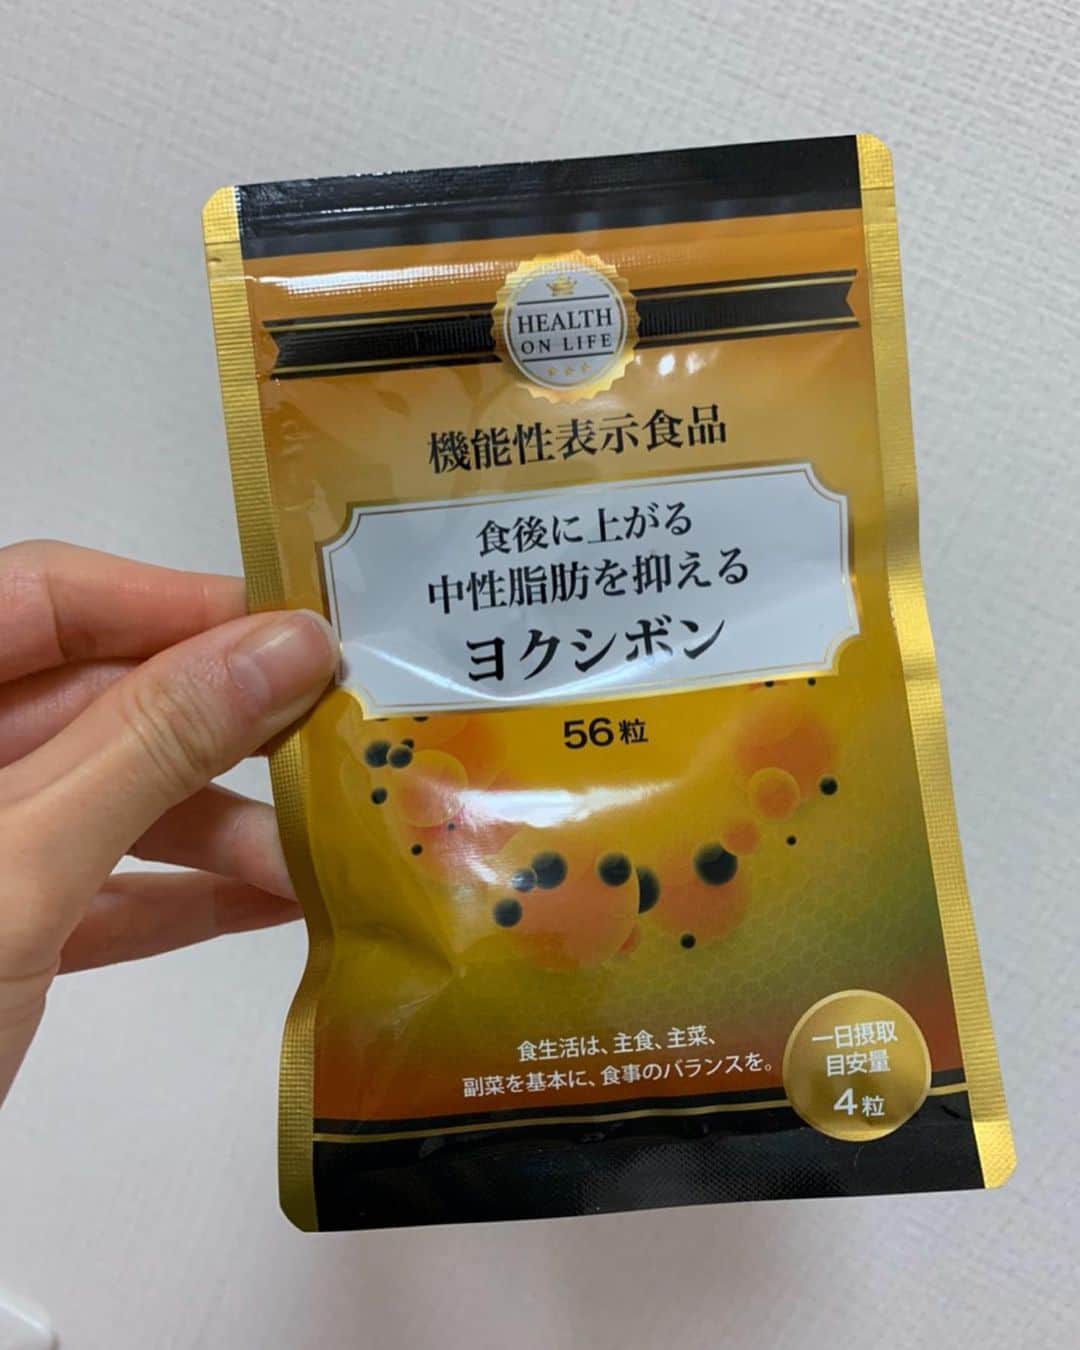 HEALTH
ON LIFE
機能性表示食品
食後に上がる
中性脂肪を抑える
ヨクシボン
56粒
食生活は、主食、主菜、
副菜を基本に、食事のバランスを。
一日摂取
目安量
4粒